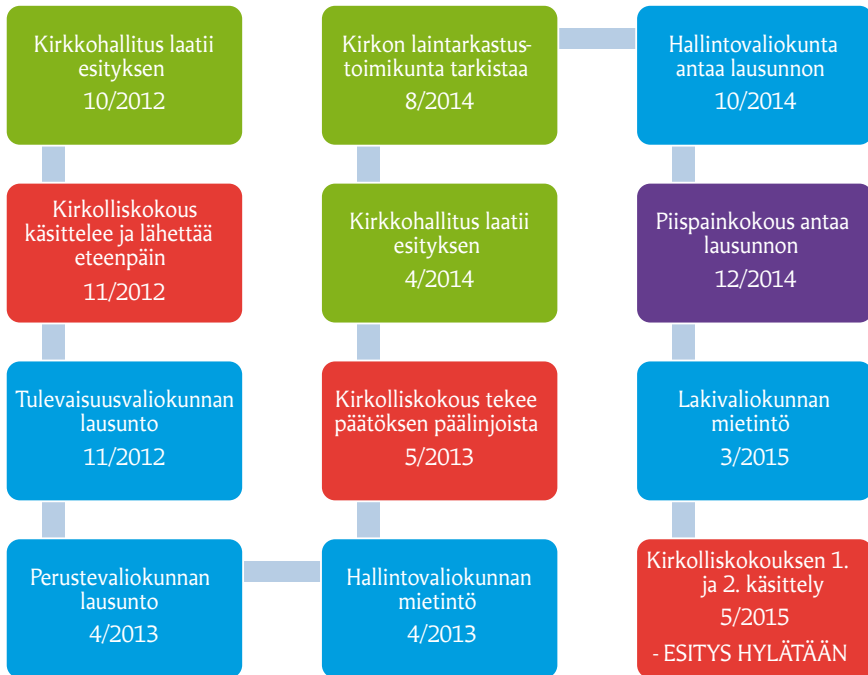 Kirkkohallitus laatii
esityksen
10/2012
Kirkolliskokous
käsittelee ja lähettää
eteenpäin
11/2012
Tulevaisuusvaliokunnan
lausunto
11/2012
Perustevaliokunnan
lausunto
4/2013
Hallintovaliokunnan
mietintö
4/2013
Kirkolliskokous tekee
päätöksen päälinjoista
5/2013
Kirkkohallitus laatii
esityksen
4/2014
Kirkon laintarkastus-
toimikunta tarkistaa
8/2014
Hallintovaliokunta
antaa lausunnon
10/2014
Piispainkokous antaa
lausunnon
12/2014
Lakivaliokunnan
mietintö
3/2015
Kirkolliskokouksen 1.
ja 2. käsittely
5/2015
- ESITYS HYLÄTÄÄN